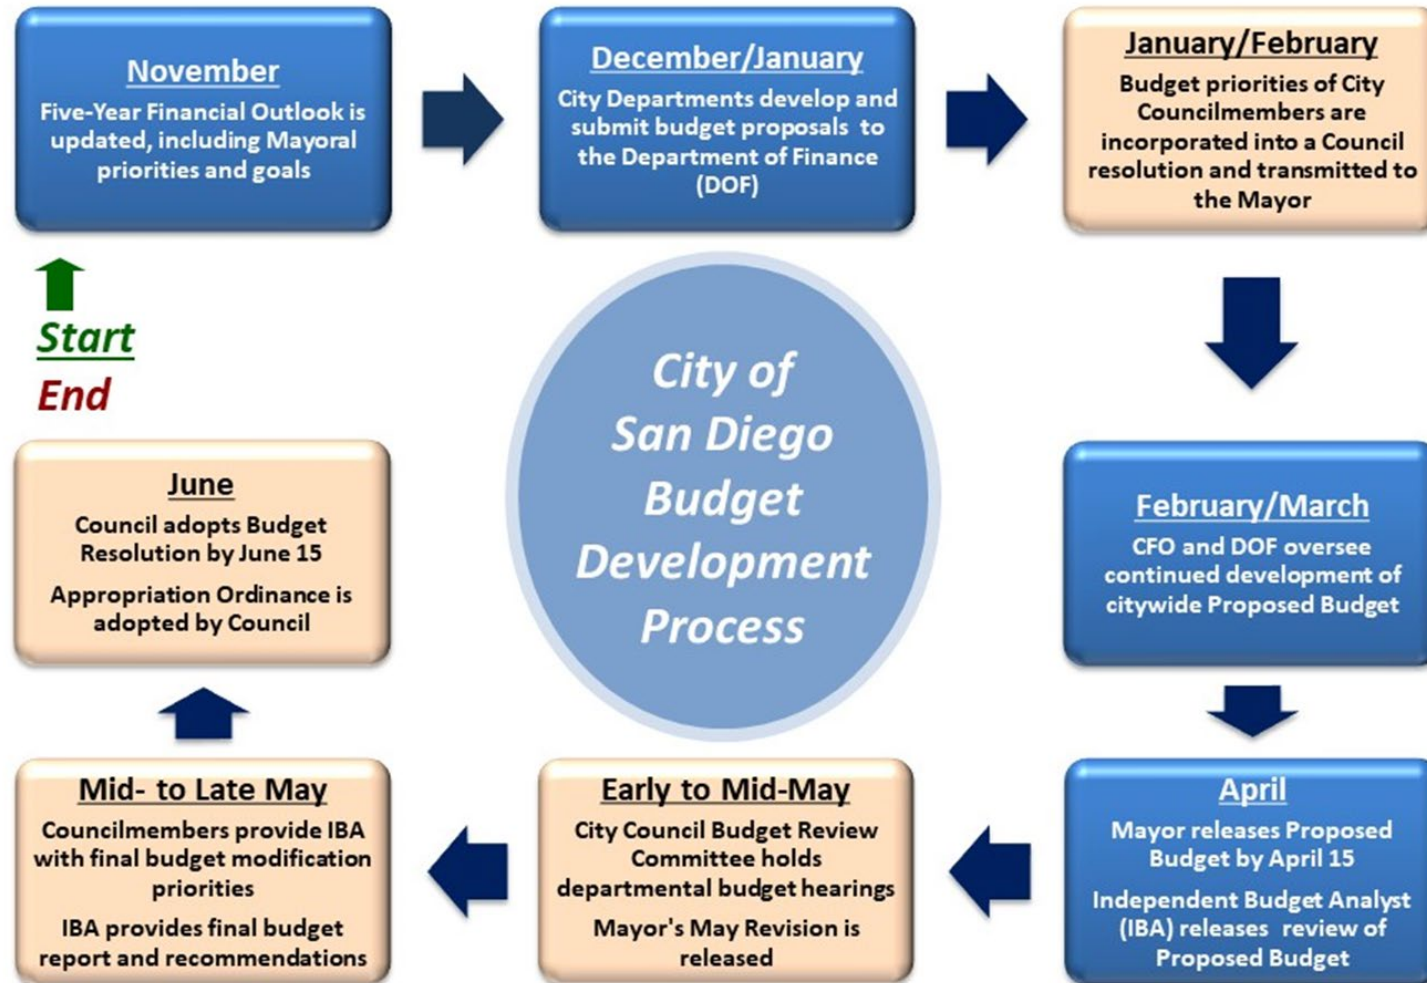 November
Five-Year Financial Outlook is
updated, including Mayoral
priorities and goals
December/January
City Departments develop and
submit budget proposals to
the Department of Finance
(DOF)
January/February
Budget priorities of City
Councilmembers are
incorporated into a Council
resolution and transmitted to
the Mayor
Start
End
City of
San Diego
Budget
Development
Process
February/March
CFO and DOF oversee
continued development of
citywide Proposed Budget
April
Mayor releases Proposed
Budget by April 15
Independent Budget Analyst
(IBA) releases review of
Proposed Budget
Early to Mid-May
City Council Budget Review
Committee holds
departmental budget hearings
Mayor's May Revision is
released
Mid- to Late May
Councilmembers provide IBA
with final budget modification
priorities
IBA provides final budget
report and recommendations
June
Council adopts Budget
Resolution by June 15
Appropriation Ordinance is
adopted by Council